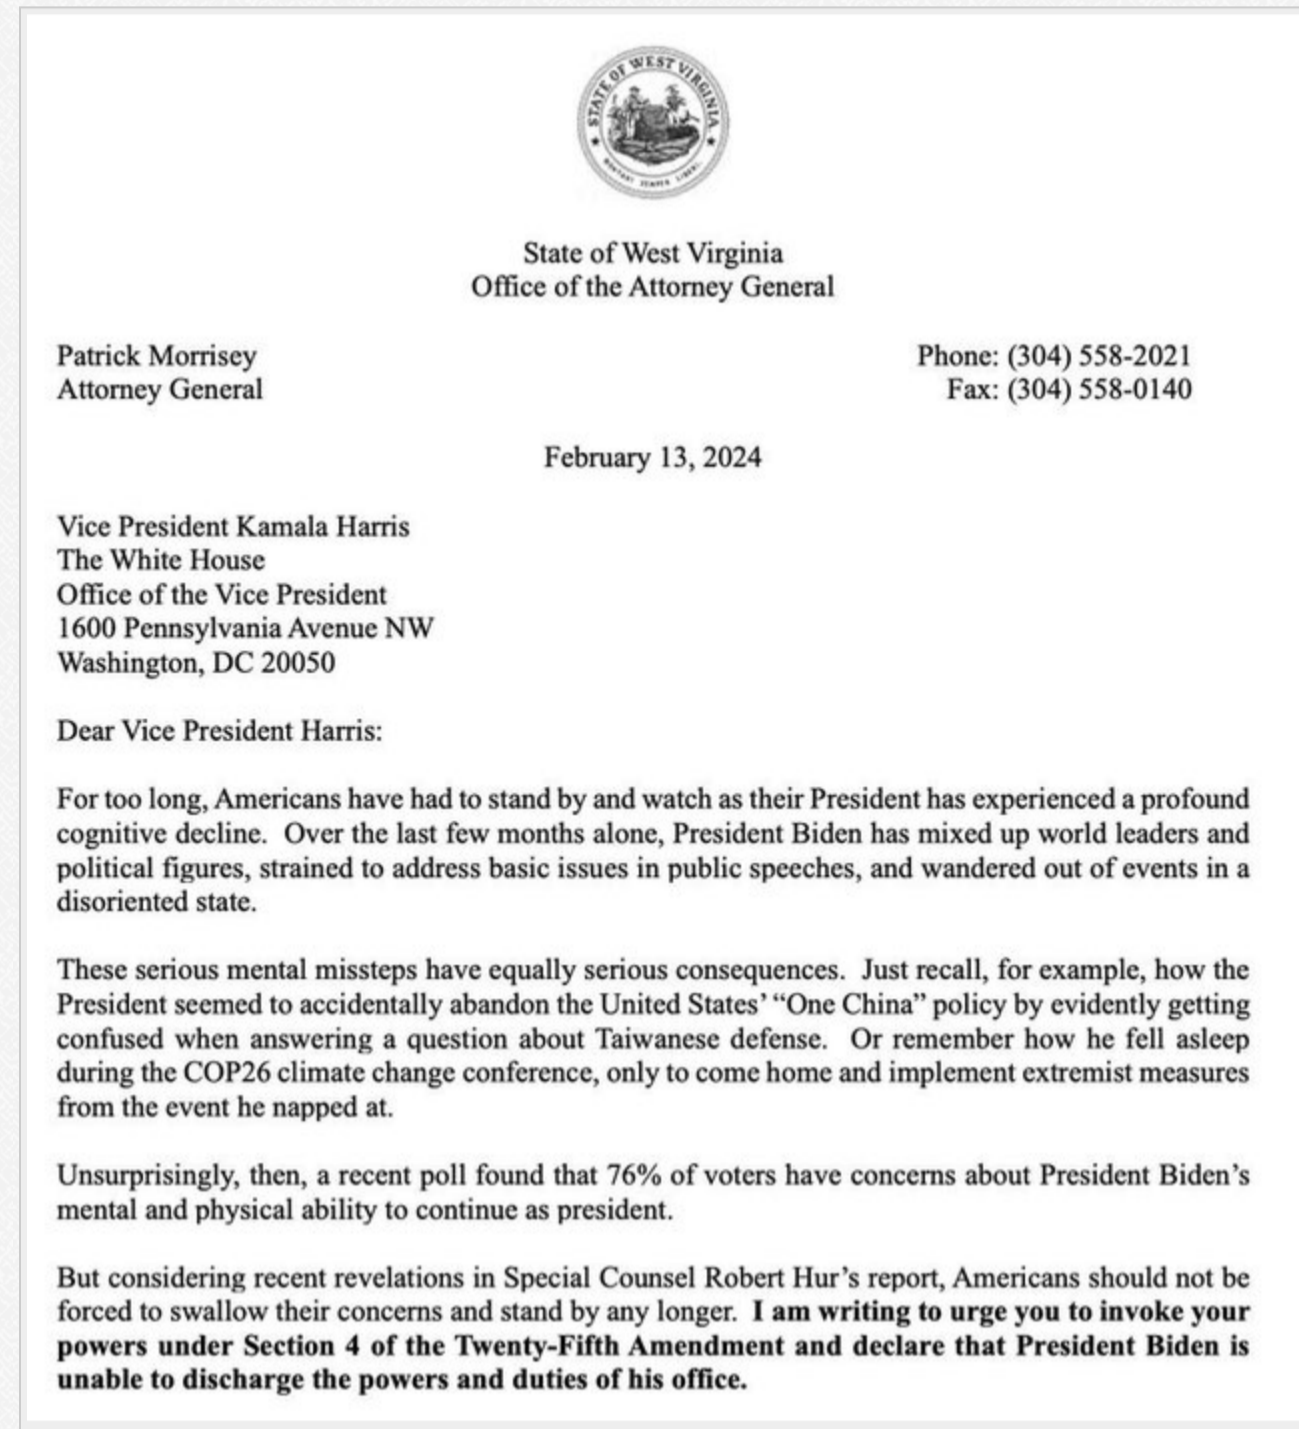 STATE OF WEST VIRGINIA
MONTANI SEMPER LIBERI
State of West Virginia
Office of the Attorney General
Patrick Morrisey
Phone: (304) 558-2021
Attorney General
Fax: (304) 558-0140
February 13, 2024
Vice President Kamala Harris
The White House
Office of the Vice President
1600 Pennsylvania Avenue NW
Washington, DC 20050
Dear Vice President Harris:
For too long, Americans have had to stand by and watch as their President has experienced a profound
cognitive decline.  Over the last few months alone, President Biden has mixed up world leaders and
political figures, strained to address basic issues in public speeches, and wandered out of events in a
disoriented state.
These serious mental missteps have equally serious consequences.  Just recall, for example, how the
President seemed to accidentally abandon the United States’ “One China” policy by evidently getting
confused when answering a question about Taiwanese defense.  Or remember how he fell asleep
during the COP26 climate change conference, only to come home and implement extremist measures
from the event he napped at.
Unsurprisingly, then, a recent poll found that 76% of voters have concerns about President Biden’s
mental and physical ability to continue as president.
But considering recent revelations in Special Counsel Robert Hur’s report, Americans should not be
forced to swallow their concerns and stand by any longer.  I am writing to urge you to invoke your
powers under Section 4 of the Twenty-Fifth Amendment and declare that President Biden is
unable to discharge the powers and duties of his office.